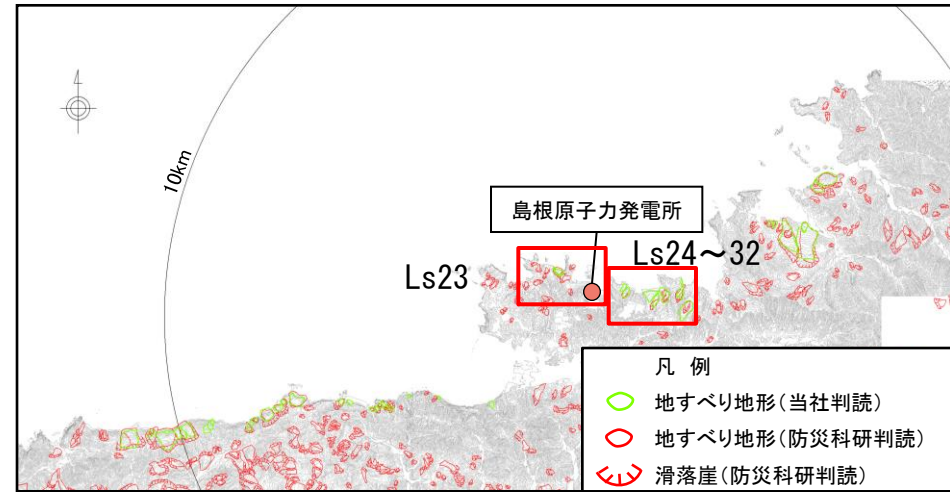 10km
島根原子力発電所
Ls23
Ls24～32
凡 例
地すべり地形(当社判読)
地すべり地形(防災科研判読)
滑落崖(防災科研判読)